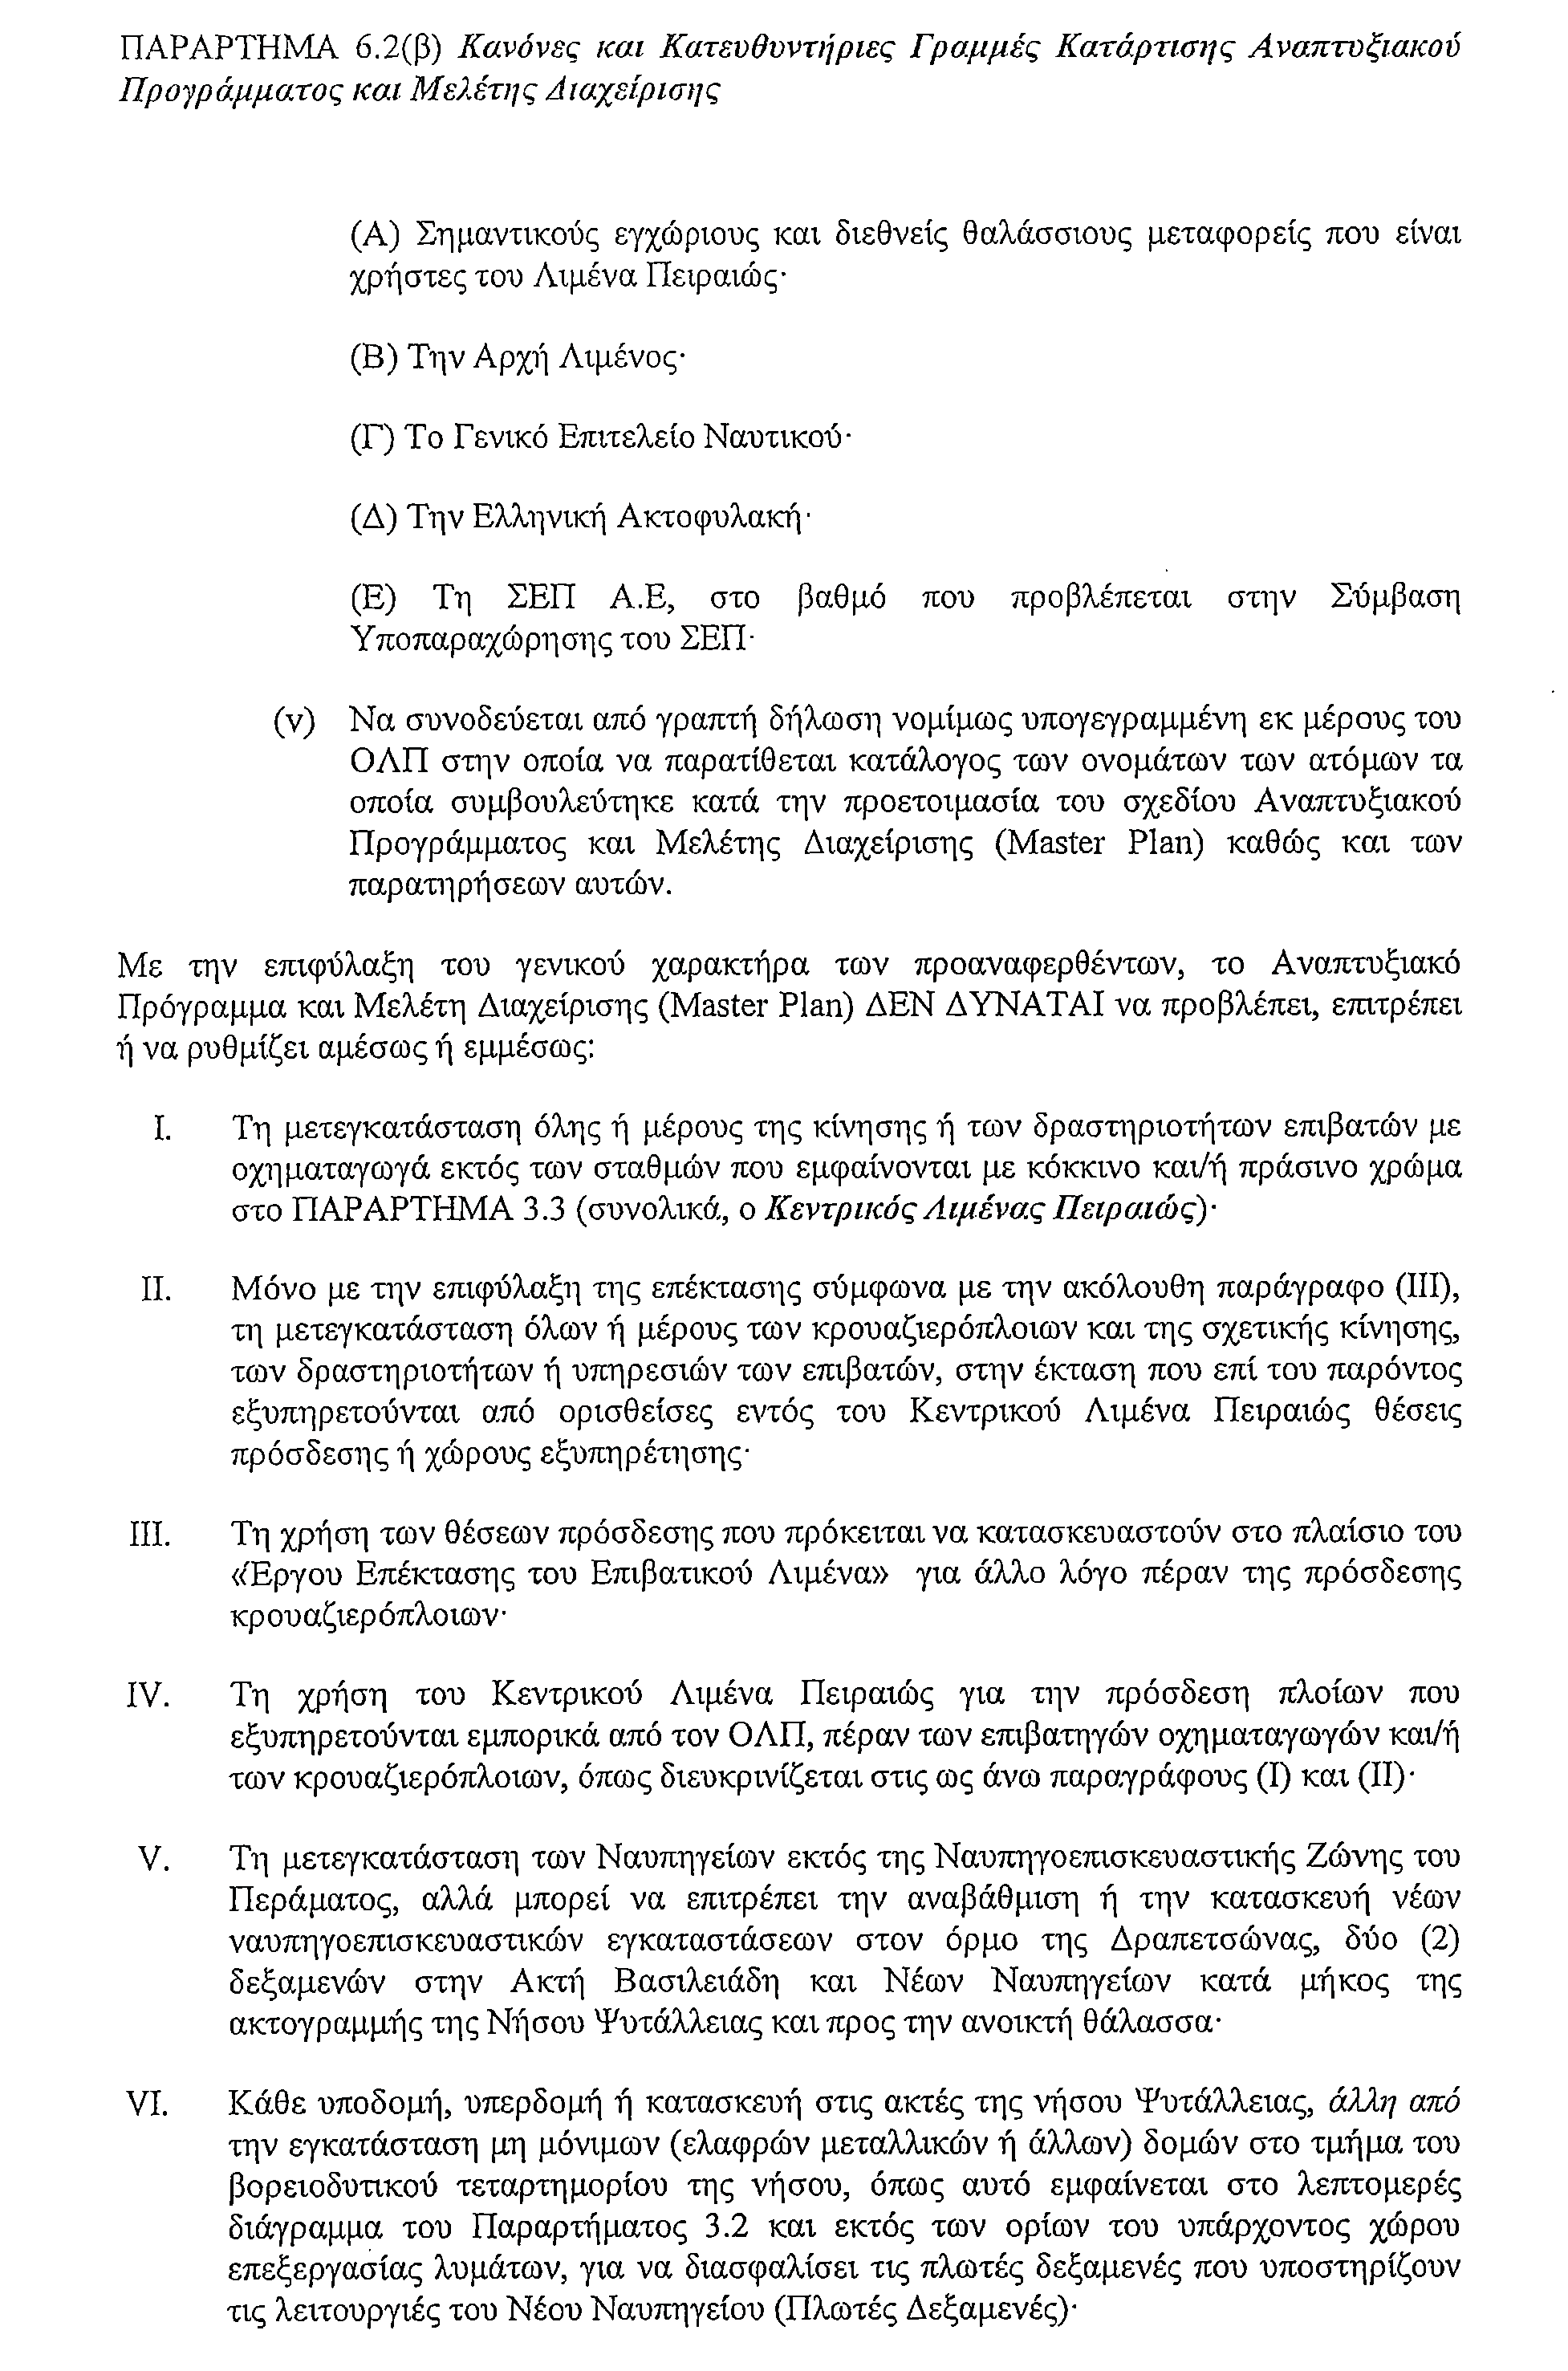 ΠΑΡΑΡΤΗΜΑ 6.2(β) Κανόνες και Κατευθυντήριες Γραμμές Κατάρτισης Αναπτυξιακού
Προγράμματος και Μελέτης Διαχείρισης
(Α) Σημαντικούς εγχώριους και διεθνείς θαλάσσιους μεταφορείς που είναι
χρήστες του Λιμένα Πειραιώς·
(Β) Την Αρχή Λιμένος·
(Γ) Το Γενικό Επιτελείο Ναυτικού·
(Δ) Την Ελληνική Ακτοφυλακή·
(Ε) Τη ΣΕΠ Α.Ε, στο βαθμό που προβλέπεται στην Σύμβαση
Υποπαραχώρησης του ΣΕΠ·
(v) Να συνοδεύεται από γραπτή δήλωση νομίμως υπογεγραμμένη εκ μέρους του
ΟΛΠ στην οποία να παρατίθεται κατάλογος των ονομάτων των ατόμων τα
οποία συμβουλεύτηκε κατά την προετοιμασία του σχεδίου Αναπτυξιακού
Προγράμματος και Μελέτης Διαχείρισης (Master Plan) καθώς και των
παρατηρήσεων αυτών.
Με την επιφύλαξη του γενικού χαρακτήρα των προαναφερθέντων, το Αναπτυξιακό
Πρόγραμμα και Μελέτη Διαχείρισης (Master Plan) ΔΕΝ ΔΥΝΑΤΑΙ να προβλέπει, επιτρέπει
ή να ρυθμίζει αμέσως ή εμμέσως:
I. Τη μετεγκατάσταση όλης ή μέρους της κίνησης ή των δραστηριοτήτων επιβατών με
οχηματαγωγά εκτός των σταθμών που εμφαίνονται με κόκκινο και/ή πράσινο χρώμα
στο ΠΑΡΑΡΤΗΜΑ 3.3 (συνολικά, ο Κεντρικός Λιμένας Πειραιώς)·
II. Μόνο με την επιφύλαξη της επέκτασης σύμφωνα με την ακόλουθη παράγραφο (III),
τη μετεγκατάσταση όλων ή μέρους των κρουαζιερόπλοιων και της σχετικής κίνησης,
των δραστηριοτήτων ή υπηρεσιών των επιβατών, στην έκταση που επί του παρόντος
εξυπηρετούνται από ορισθείσες εντός του Κεντρικού Λιμένα Πειραιώς θέσεις
πρόσδεσης ή χώρους εξυπηρέτησης·
III. Τη χρήση των θέσεων πρόσδεσης που πρόκειται να κατασκευαστούν στο πλαίσιο του
«Έργου Επέκτασης του Επιβατικού Λιμένα» για άλλο λόγο πέραν της πρόσδεσης
κρουαζιερόπλοιων·
IV. Τη χρήση του Κεντρικού Λιμένα Πειραιώς για την πρόσδεση πλοίων που
εξυπηρετούνται εμπορικά από τον ΟΛΠ, πέραν των επιβατηγών οχηματαγωγών και/ή
των κρουαζιερόπλοιων, όπως διευκρινίζεται στις ως άνω παραγράφους (I) και (II)·
V. Τη μετεγκατάσταση των Ναυπηγείων εκτός της Ναυπηγοεπισκευαστικής Ζώνης του
Περάματος, αλλά μπορεί να επιτρέπει την αναβάθμιση ή την κατασκευή νέων
ναυπηγοεπισκευαστικών εγκαταστάσεων στον όρμο της Δραπετσώνας, δύο (2)
δεξαμενών στην Ακτή Βασιλειάδη και Νέων Ναυπηγείων κατά μήκος της
ακτογραμμής της Νήσου Ψυτάλλειας και προς την ανοικτή θάλασσα·
VI. Κάθε υποδομή, υπερδομή ή κατασκευή στις ακτές της νήσου Ψυτάλλειας, άλλη από
την εγκατάσταση μη μόνιμων (ελαφρών μεταλλικών ή άλλων) δομών στο τμήμα του
βορειοδυτικού τεταρτημορίου της νήσου, όπως αυτό εμφαίνεται στο λεπτομερές
διάγραμμα του Παραρτήματος 3.2 και εκτός των ορίων του υπάρχοντος χώρου
επεξεργασίας λυμάτων, για να διασφαλίσει τις πλωτές δεξαμενές που υποστηρίζουν
τις λειτουργιές του Νέου Ναυπηγείου (Πλωτές Δεξαμενές)·